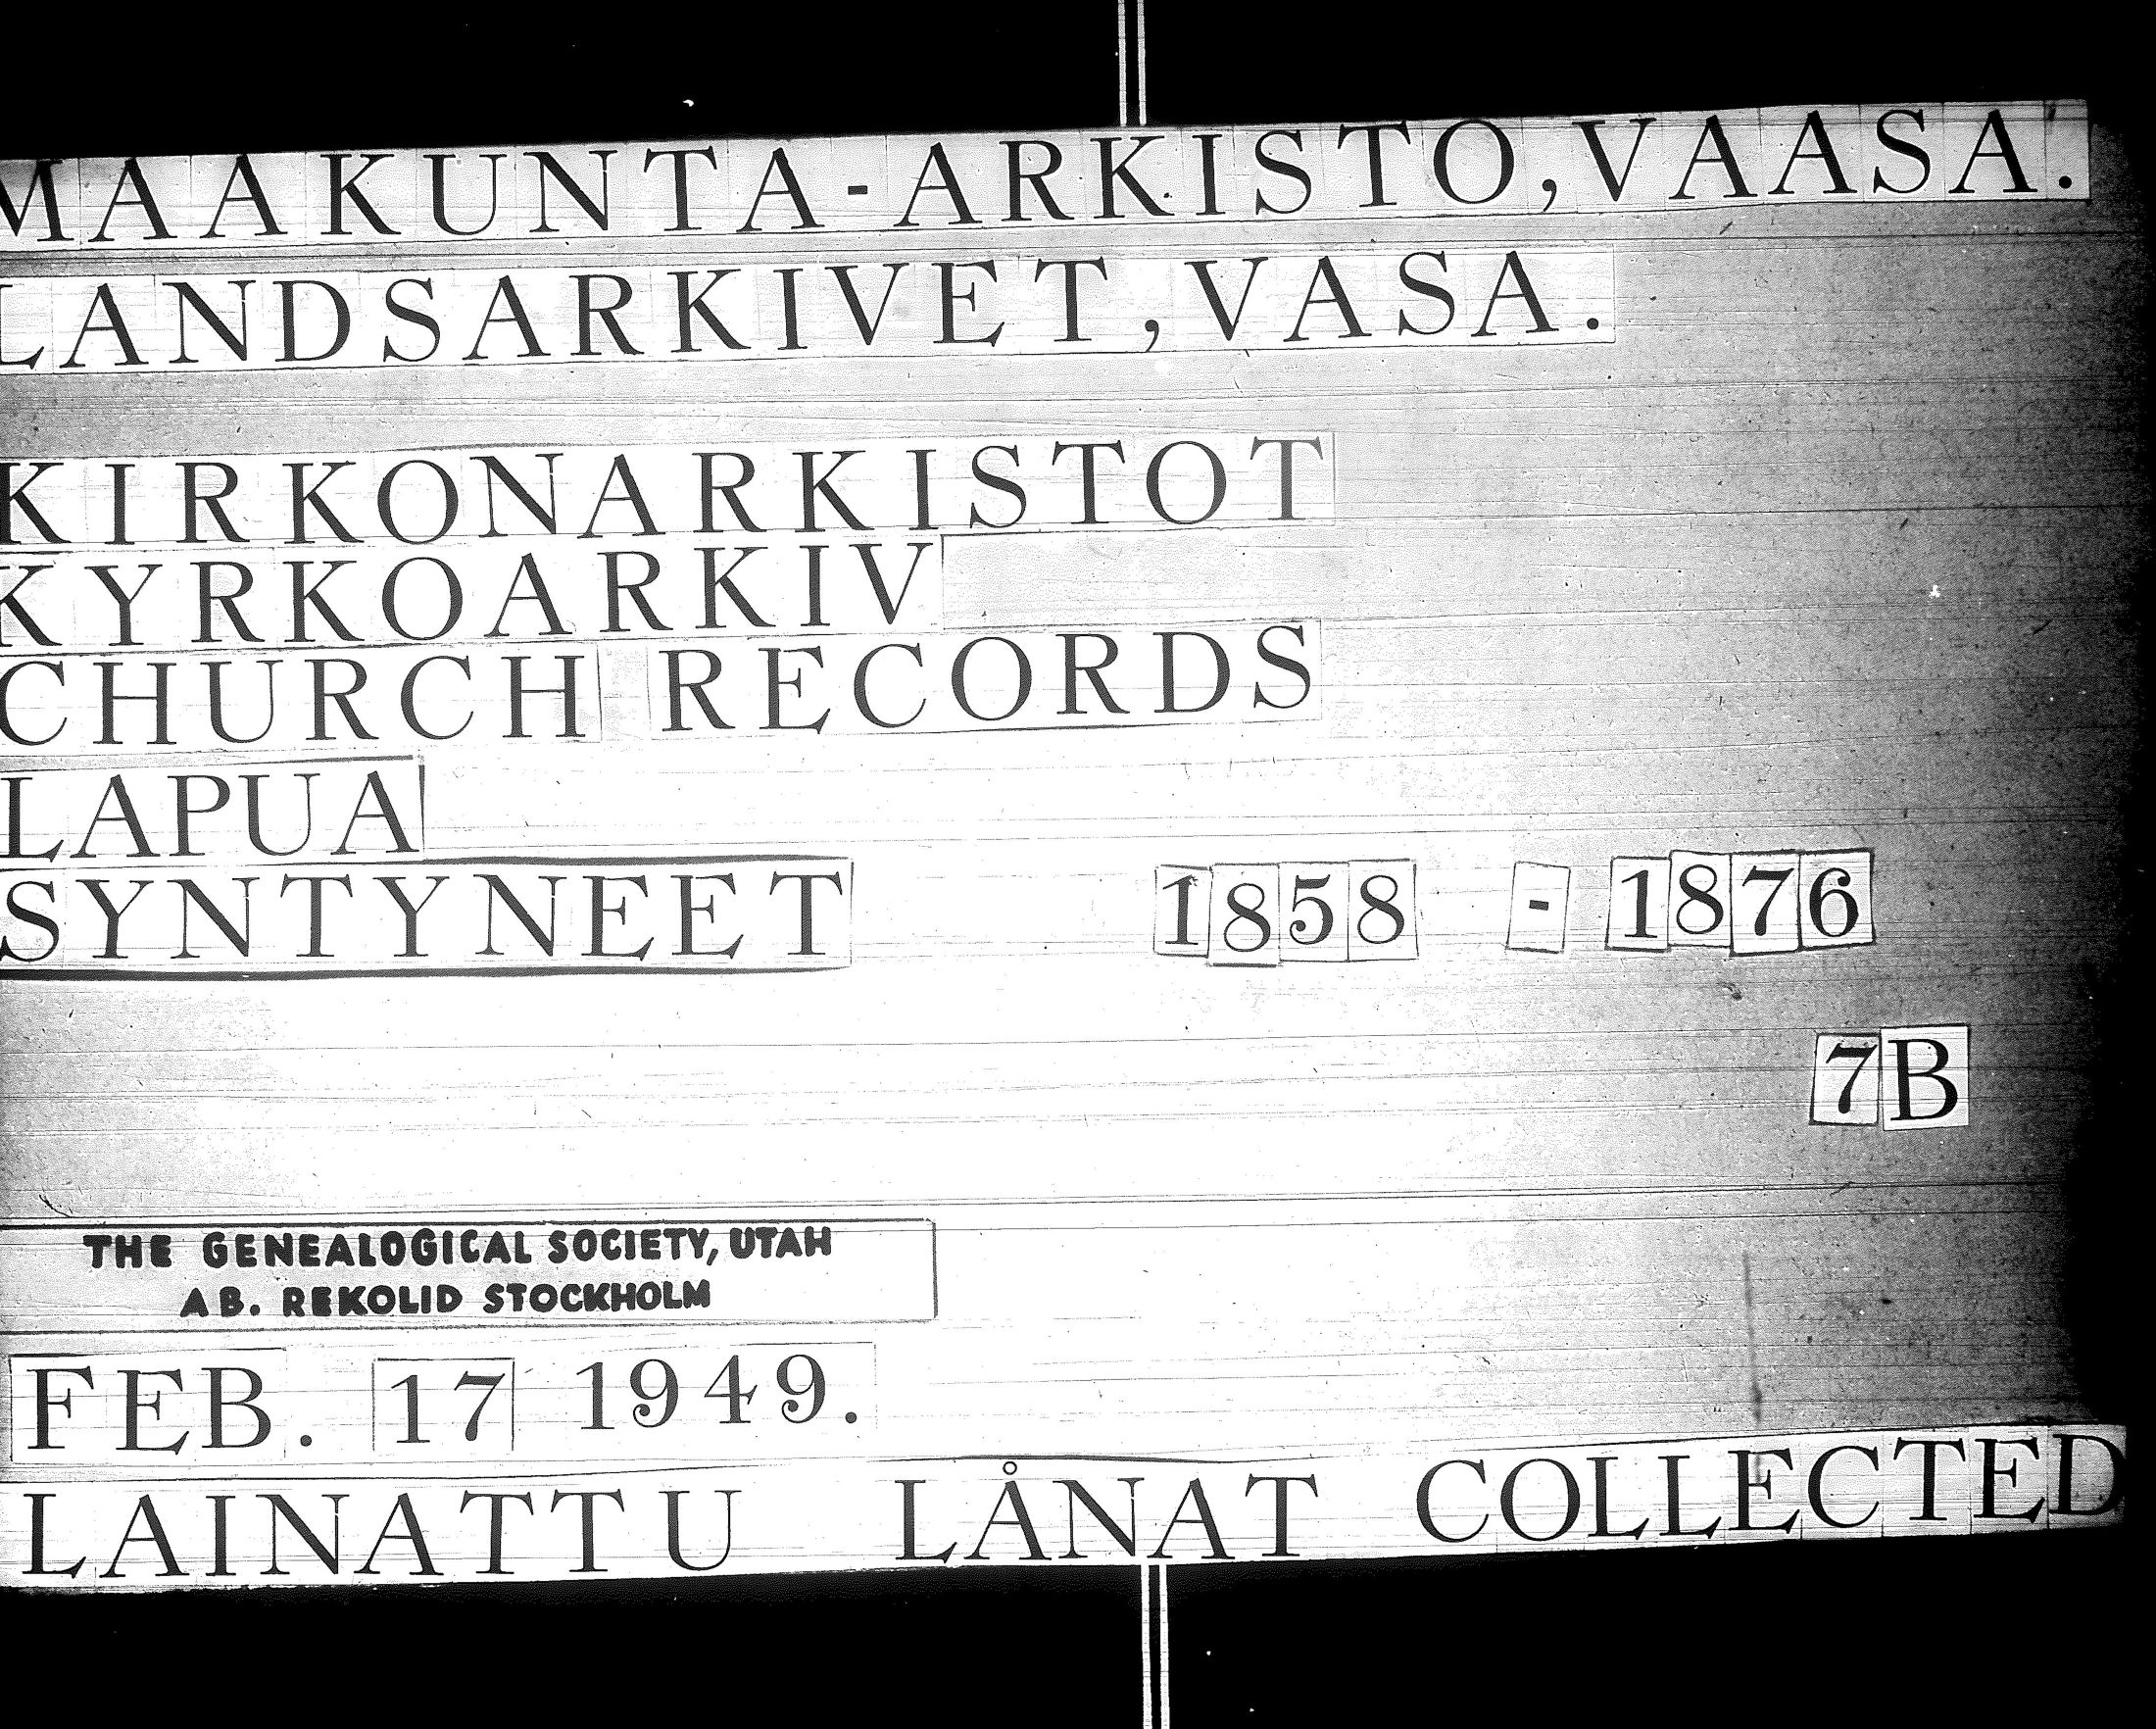 MAAKUNTA-ARKISTO, VAASA.
LANDSARKIVET, VASA.
KIRKONARKISTOT
KYRKOARKIV
CHURCH RECORDS
LAPUA
SYNTYNEET 1858 - 1876
7B
THE GENEALOGICAL SOCIETY, UTAH
AB. REKOLID STOCKHOLM
FEB. 17 1949.
LAINATTU LÅNAT COLLECTED